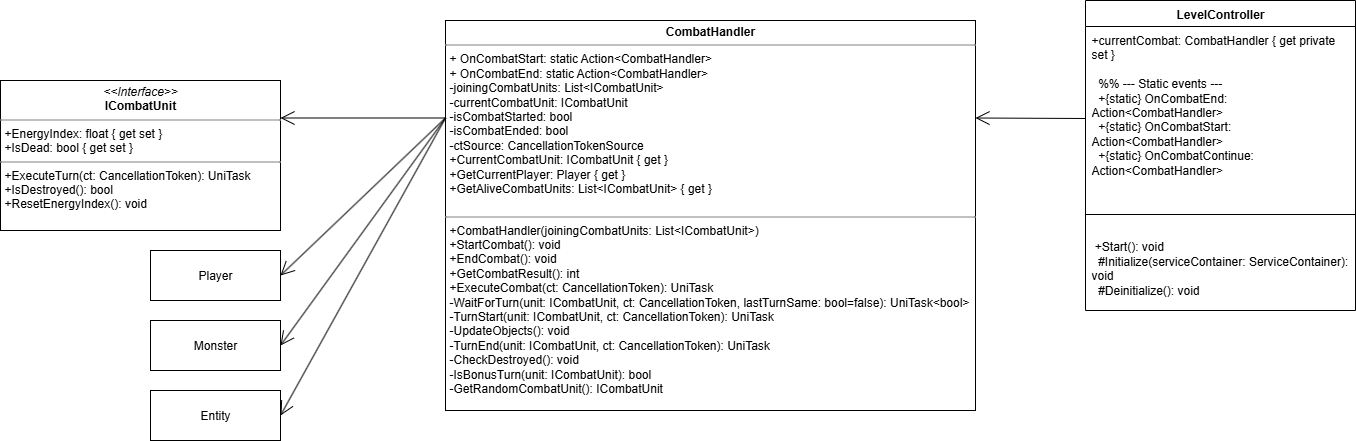 <<Interface>>
ICombatUnit
+EnergyIndex: float { get set }
+IsDead: bool { get set }
+ExecuteTurn(ct: CancellationToken): UniTask
+IsDestroyed(): bool
+ResetEnergyIndex(): void
Player
Monster
Entity
CombatHandler
+ OnCombatStart: static Action<CombatHandler>
+ OnCombatEnd: static Action<CombatHandler>
-joiningCombatUnits: List<ICombatUnit>
-currentCombatUnit: ICombatUnit
-isCombatStarted: bool
-isCombatEnded: bool
-ctSource: CancellationTokenSource
+CurrentCombatUnit: ICombatUnit { get }
+GetCurrentPlayer: Player { get }
+GetAliveCombatUnits: List<ICombatUnit> { get }
+CombatHandler(joiningCombatUnits: List<ICombatUnit>)
+StartCombat(): void
+EndCombat(): void
+GetCombatResult(): int
+ExecuteCombat(ct: CancellationToken): UniTask
-WaitForTurn(unit: ICombatUnit, ct: CancellationToken, lastTurnSame: bool=false): UniTask<bool>
-TurnStart(unit: ICombatUnit, ct: CancellationToken): UniTask
-UpdateObjects(): void
-TurnEnd(unit: ICombatUnit, ct: CancellationToken): UniTask
-CheckDestroyed(): void
-IsBonusTurn(unit: ICombatUnit): bool
-GetRandomCombatUnit(): ICombatUnit
LevelController
+currentCombat: CombatHandler { get private
set }
%% --- Static events ---
+{static} OnCombatEnd:
Action<CombatHandler>
+{static} OnCombatStart:
Action<CombatHandler>
+{static} OnCombatContinue:
Action<CombatHandler>
+Start(): void
#Initialize(serviceContainer: ServiceContainer):
void
#Deinitialize(): void